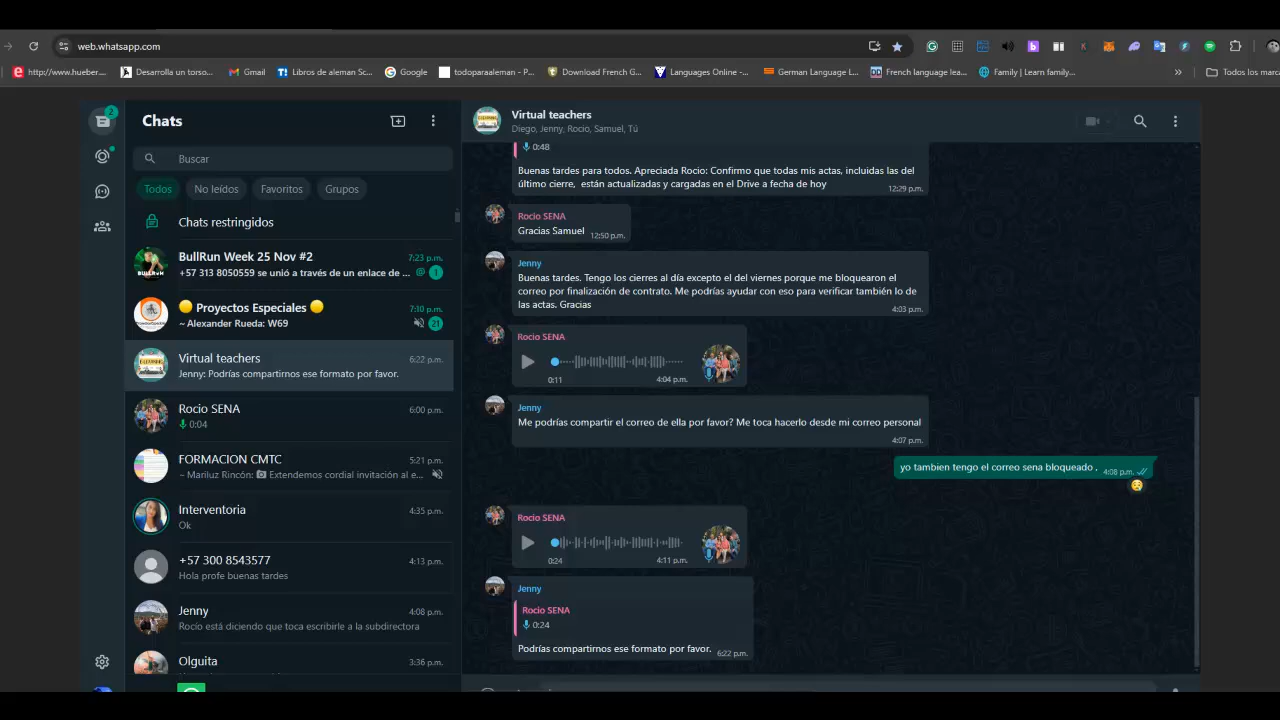 web.whatsapp.com
http://www.hueber....
Desarrolla un torso...
Gmail
Libros de aleman Sc...
Google
todoparaaleman - P...
Download French G...
Languages Online -...
German Language L...
French language lea...
Family | Learn family...
»
Todos los marca
2
Chats
Buscar
Todos
No leídos
Favoritos
Grupos
Chats restringidos
BullRun Week 25 Nov #2
7:23 p.m.
+57 313 8050559 se unió a través de un enlace de ...
@
1
Proyectos Especiales
7:10 p.m.
~ Alexander Rueda: W69
21
Virtual teachers
6:22 p.m.
Jenny: Podrías compartirnos ese formato por favor.
Rocio SENA
6:00 p.m.
0:04
FORMACION CMTC
5:21 p.m.
~ Mariluz Rincón: Extendemos cordial invitación al e...
Interventoria
4:35 p.m.
Ok
+57 300 8543577
4:13 p.m.
Hola profe buenas tardes
Jenny
4:08 p.m.
Rocío está diciendo que toca escribirle a la subdirectora
Olguita
3:36 p.m.
Virtual teachers
Diego, Jenny, Rocio, Samuel, Tú
0:48
Buenas tardes para todos. Apreciada Rocio: Confirmo que todas mis actas, incluidas las del
último cierre, están actualizadas y cargadas en el Drive a fecha de hoy
12:29 p.m.
Rocio SENA
Gracias Samuel
12:50 p.m.
Jenny
Buenas tardes. Tengo los cierres al día excepto el del viernes porque me bloquearon el
correo por finalización de contrato. Me podrías ayudar con eso para verificar también lo de
las actas. Gracias
4:03 p.m.
Rocio SENA
0:11
4:04 p.m.
Jenny
Me podrías compartir el correo de ella por favor? Me toca hacerlo desde mi correo personal
4:07 p.m.
yo tambien tengo el correo sena bloqueado .
4:08 p.m.
Rocio SENA
0:24
4:11 p.m.
Jenny
Rocio SENA
0:24
Podrías compartirnos ese formato por favor.
6:22 p.m.